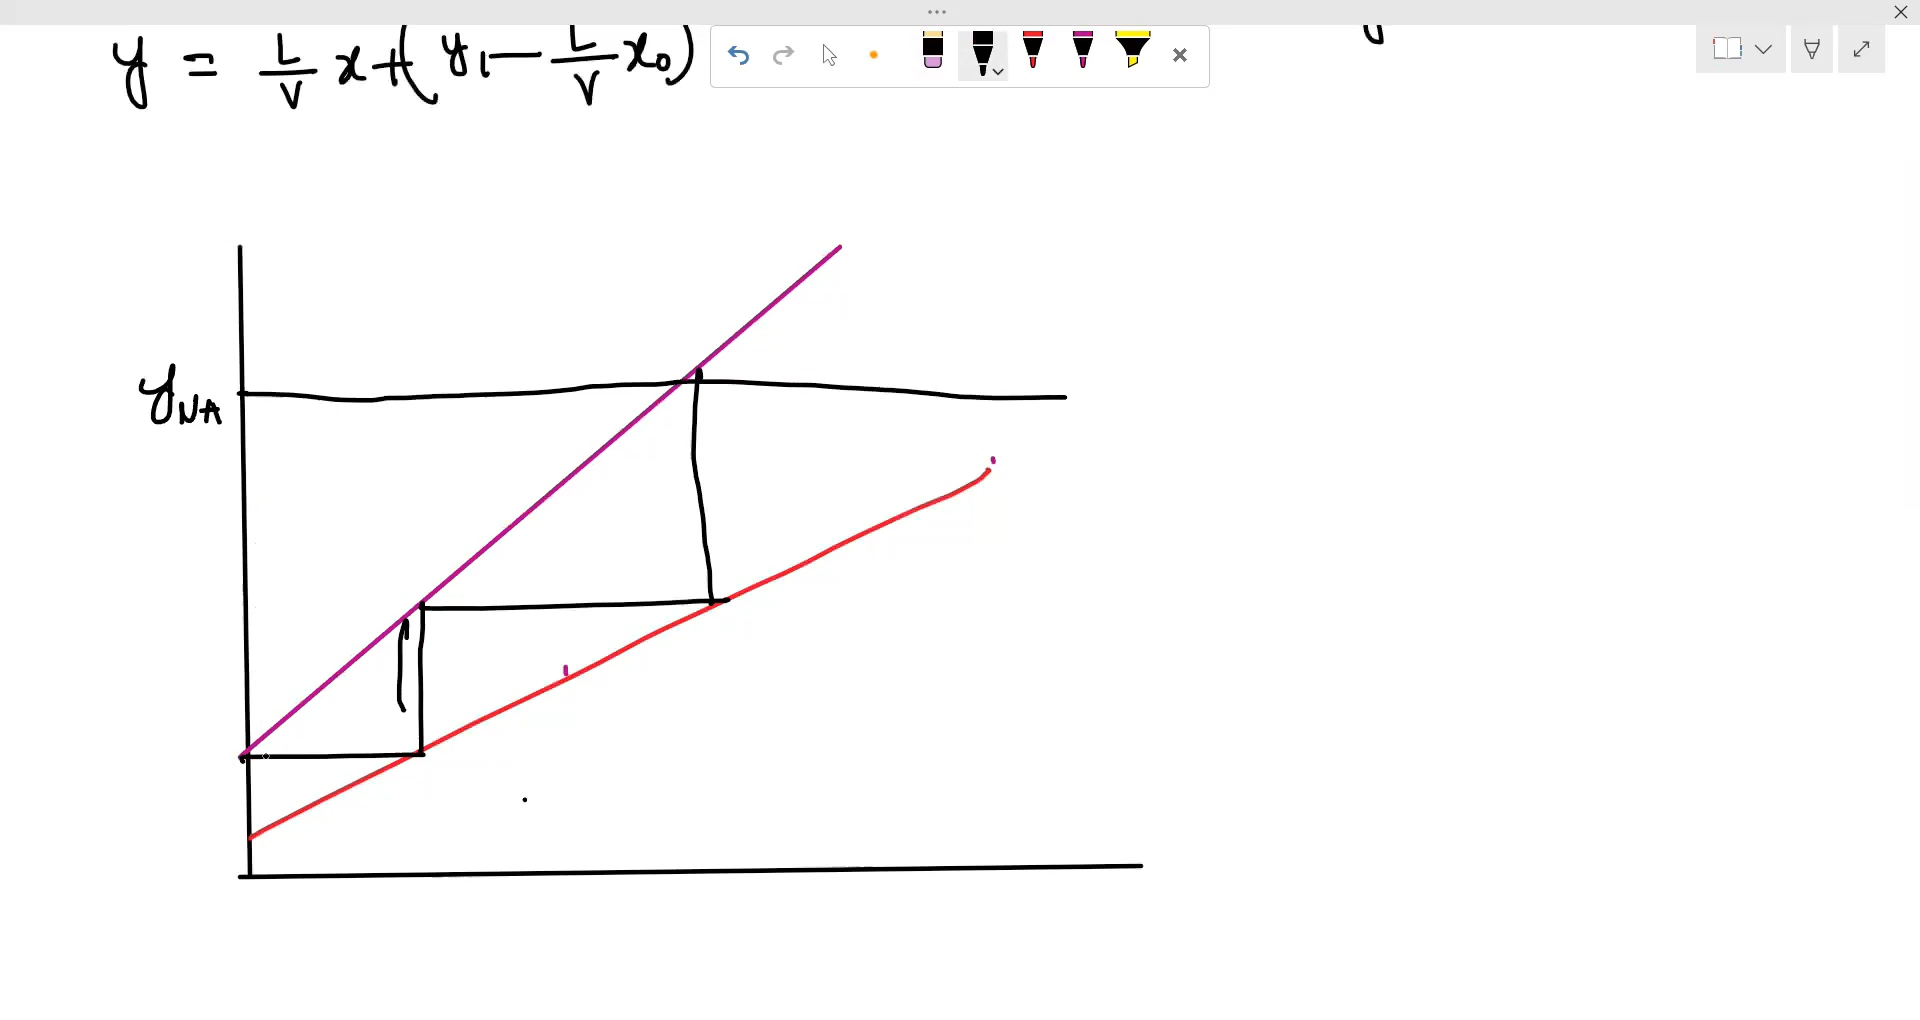 y = L/V x + (y₁ − L/V x₀)
y_NA